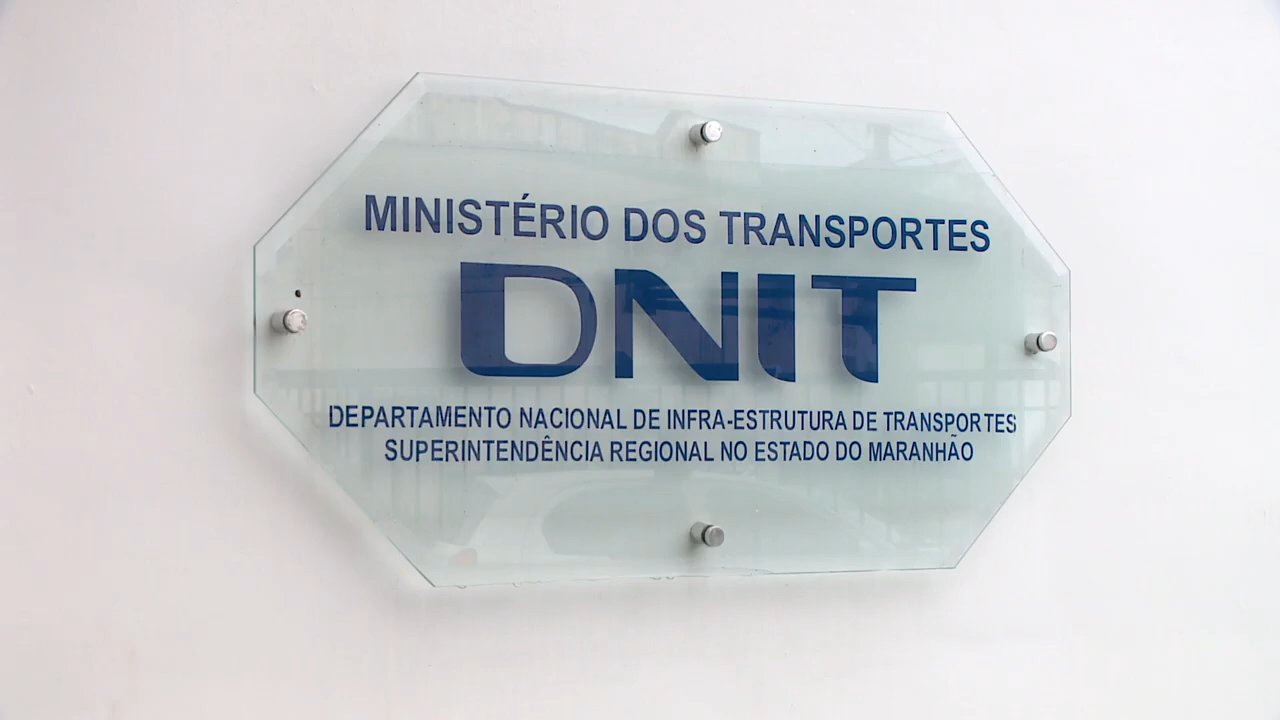 MINISTÉRIO DOS TRANSPORTES
DNIT
DEPARTAMENTO NACIONAL DE INFRA-ESTRUTURA DE TRANSPORTES
SUPERINTENDÊNCIA REGIONAL NO ESTADO DO MARANHÃO